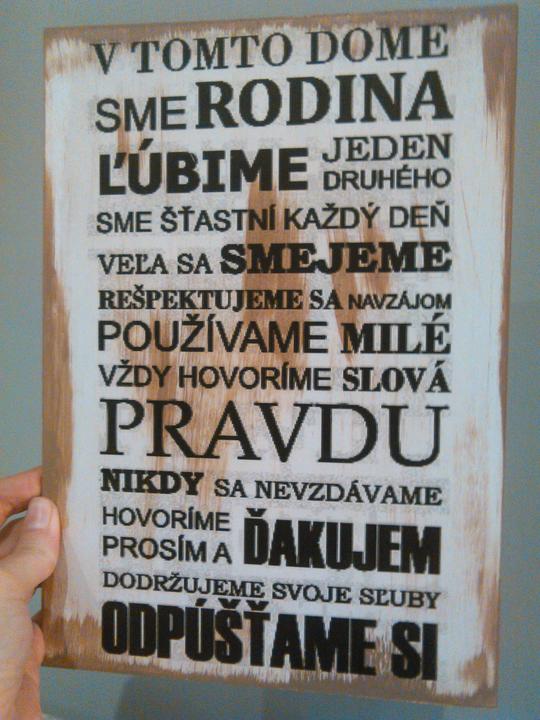 V TOMTO DOME
SME RODINA
ĽÚBIME JEDEN DRUHÉHO
SME ŠŤASTNÍ KAŽDÝ DEŇ
VEĽA SA SMEJEME
REŠPEKTUJEME SA NAVZÁJOM
POUŽÍVAME MILÉ
VŽDY HOVORÍME SLOVÁ
PRAVDU
NIKDY SA NEVZDÁVAME
HOVORÍME
PROSÍM A ĎAKUJEM
DODRŽUJEME SVOJE SĽUBY
ODPÚŠŤAME SI